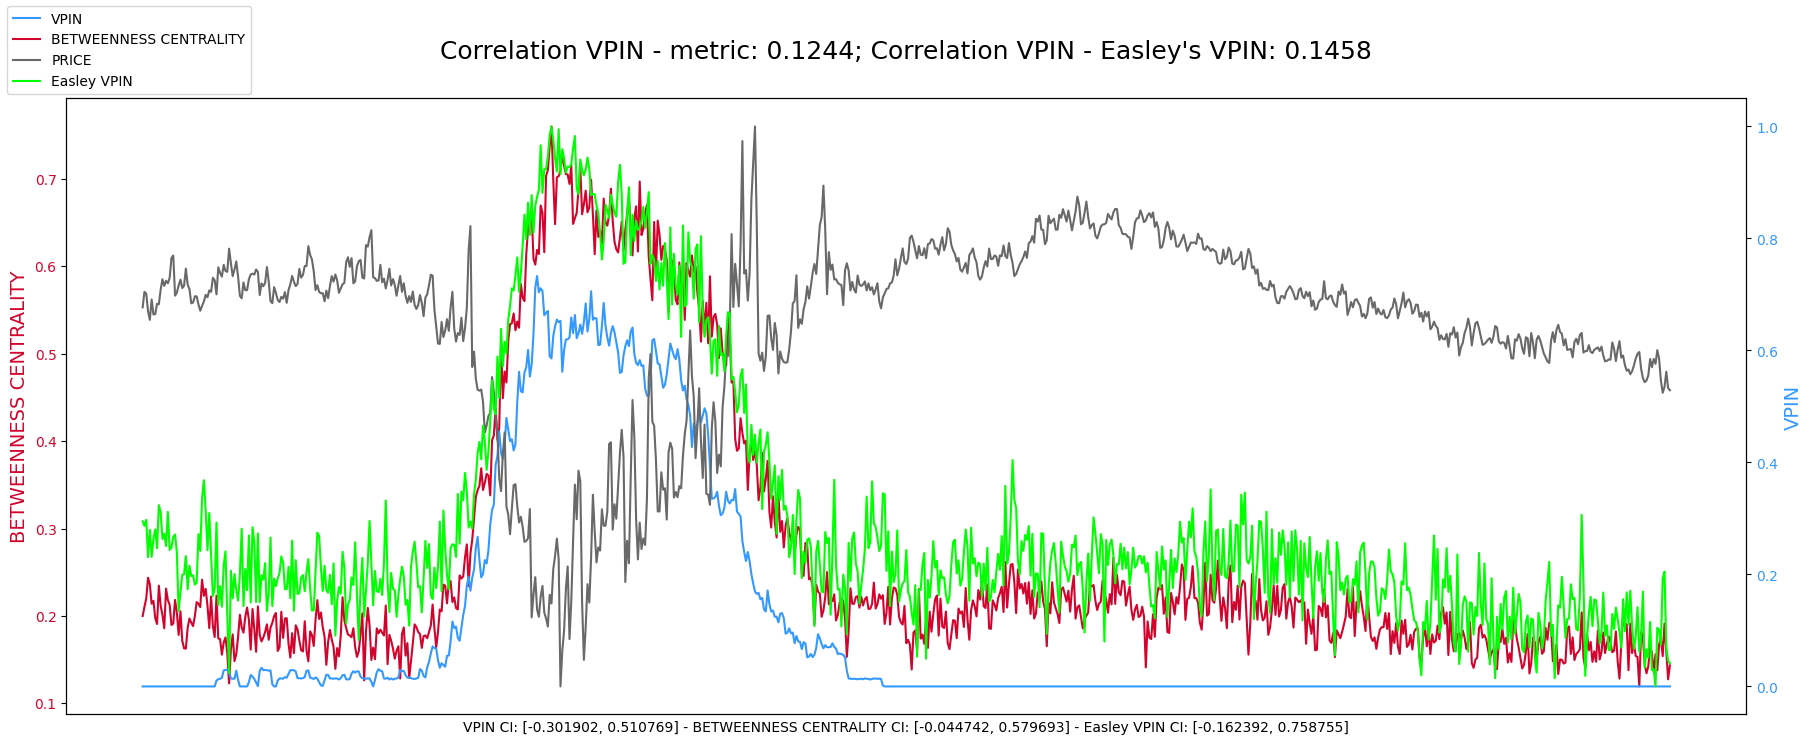 VPIN
BETWEENNESS CENTRALITY
PRICE
Easley VPIN
Correlation VPIN - metric: 0.1244; Correlation VPIN - Easley's VPIN: 0.1458
BETWEENNESS CENTRALITY
0.7
0.6
0.5
0.4
0.3
0.2
0.1
1.0
0.8
0.6
0.4
0.2
0.0
VPIN
VPIN CI: [-0.301902, 0.510769] - BETWEENNESS CENTRALITY CI: [-0.044742, 0.579693] - Easley VPIN CI: [-0.162392, 0.758755]